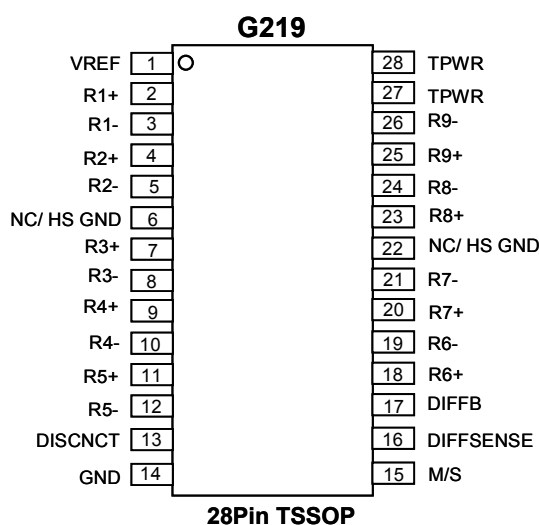 G219
VREF 1 28 TPWR
R1+ 2 27 TPWR
R1- 3 26 R9-
R2+ 4 25 R9+
R2- 5 24 R8-
NC/ HS GND 6 23 R8+
R3+ 7 22 NC/ HS GND
R3- 8 21 R7-
R4+ 9 20 R7+
R4- 10 19 R6-
R5+ 11 18 R6+
R5- 12 17 DIFFB
DISCNCT 13 16 DIFFSENSE
GND 14 15 M/S
28Pin TSSOP